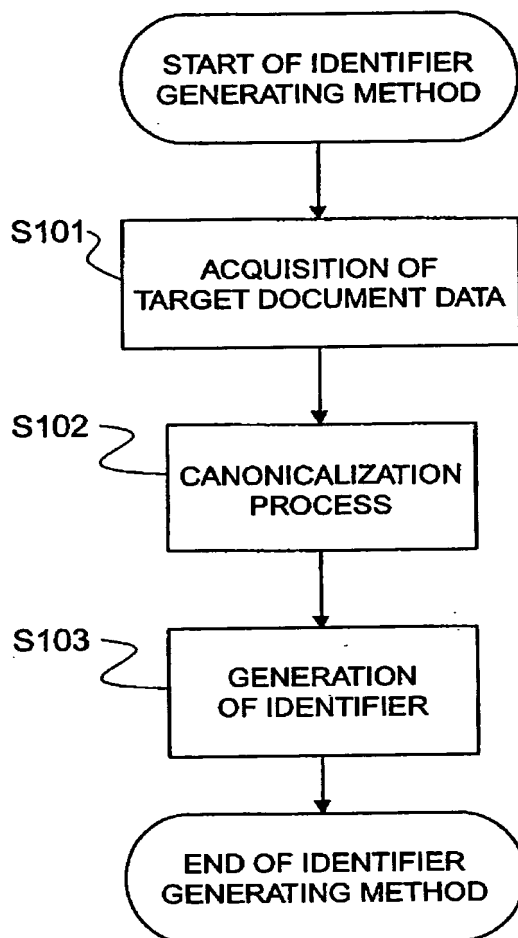 START OF IDENTIFIER
GENERATING METHOD
S101
ACQUISITION OF
TARGET DOCUMENT DATA
S102
CANONICALIZATION
PROCESS
S103
GENERATION
OF IDENTIFIER
END OF IDENTIFIER
GENERATING METHOD